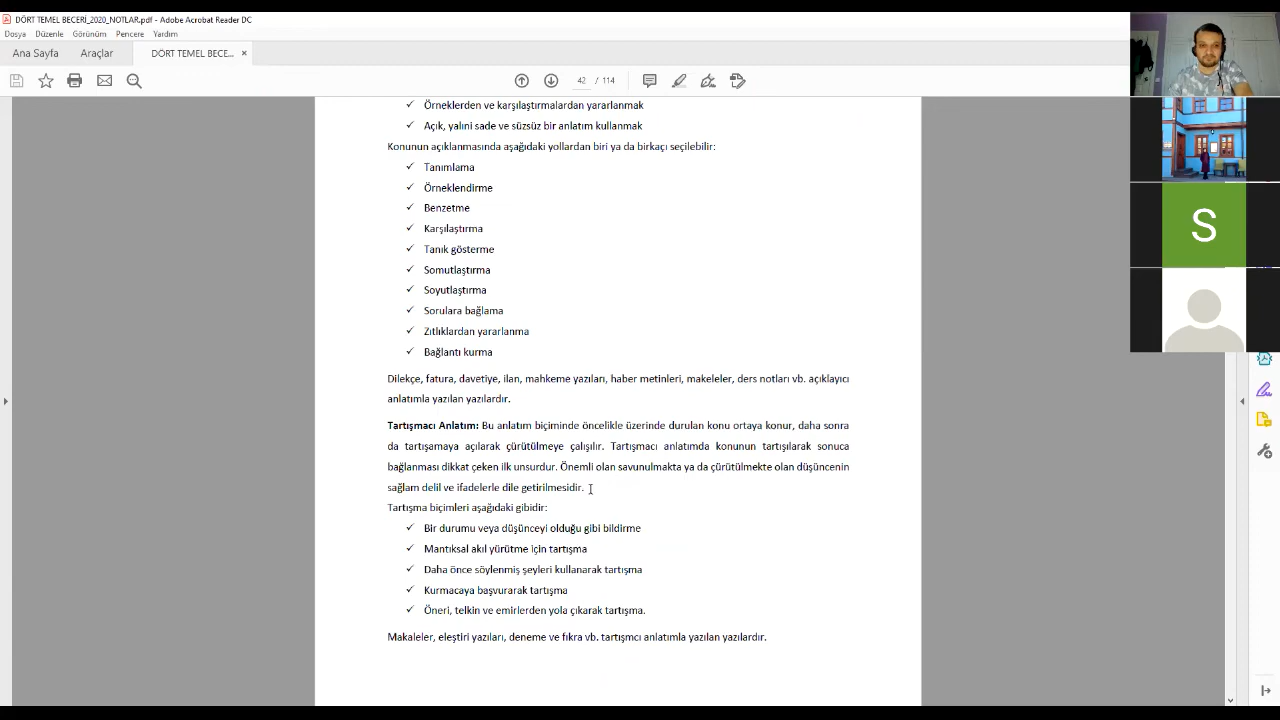 DÖRT TEMEL BECERİ_2020_NOTLAR.pdf - Adobe Acrobat Reader DC
Dosya Düzenle Görünüm Pencere Yardım
Ana Sayfa Araçlar DÖRT TEMEL BECE... ×
42 / 114
✓ Örneklerden ve karşılaştırmalardan yararlanmak
✓ Açık, yalıni sade ve süzsüz bir anlatım kullanmak
Konunun açıklanmasında aşağıdaki yollardan biri ya da birkaçı seçilebilir:
✓ Tanımlama
✓ Örneklendirme
✓ Benzetme
✓ Karşılaştırma
✓ Tanık gösterme
✓ Somutlaştırma
✓ Soyutlaştırma
✓ Sorulara bağlama
✓ Zıtlıklardan yararlanma
✓ Bağlantı kurma
Dilekçe, fatura, davetiye, ilan, mahkeme yazıları, haber metinleri, makeleler, ders notları vb. açıklayıcı
anlatımla yazılan yazılardır.
Tartışmacı Anlatım: Bu anlatım biçiminde öncelikle üzerinde durulan konu ortaya konur, daha sonra
da tartışamaya açılarak çürütülmeye çalışılır. Tartışmacı anlatımda konunun tartışılarak sonuca
bağlanması dikkat çeken ilk unsurdur. Önemli olan savunulmakta ya da çürütülmekte olan düşüncenin
sağlam delil ve ifadelerle dile getirilmesidir.
Tartışma biçimleri aşağıdaki gibidir:
✓ Bir durumu veya düşünceyi olduğu gibi bildirme
✓ Mantıksal akıl yürütme için tartışma
✓ Daha önce söylenmiş şeyleri kullanarak tartışma
✓ Kurmacaya başvurarak tartışma
✓ Öneri, telkin ve emirlerden yola çıkarak tartışma.
Makaleler, eleştiri yazıları, deneme ve fıkra vb. tartışmcı anlatımla yazılan yazılardır.
S